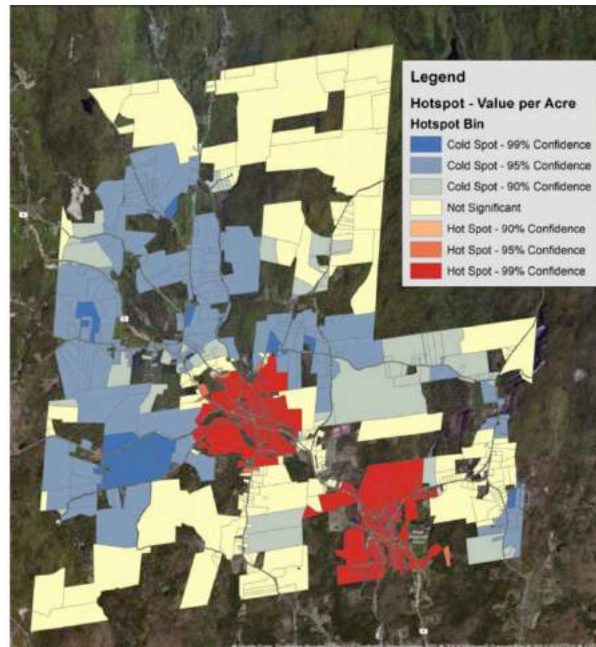 Legend
Hotspot - Value per Acre
Hotspot Bin
Cold Spot - 99% Confidence
Cold Spot - 95% Confidence
Cold Spot - 90% Confidence
Not Significant
Hot Spot - 90% Confidence
Hot Spot - 95% Confidence
Hot Spot - 99% Confidence